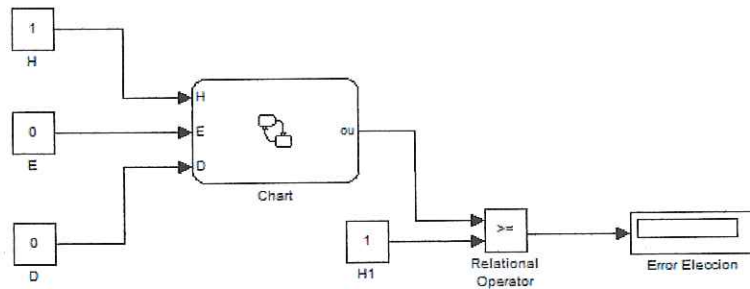 1
H
0
E
0
D
H
E
D
ou
Chart
1
H1
>=
Relational
Operator
Error Eleccion